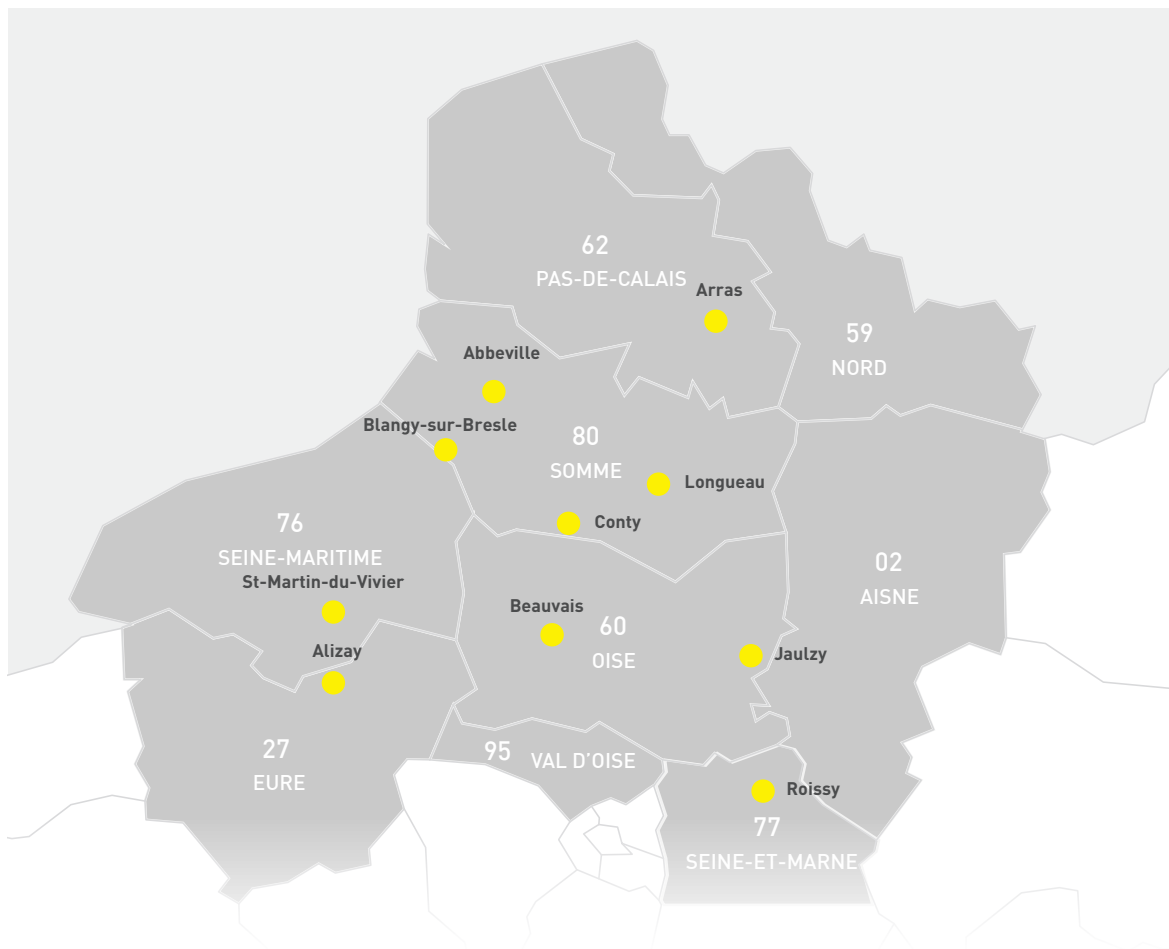 62
PAS-DE-CALAIS
Arras
59
NORD
Abbeville
Blangy-sur-Bresle
80
SOMME
Longueau
Conty
76
SEINE-MARITIME
St-Martin-du-Vivier
02
AISNE
Beauvais
60
OISE
Jaulzy
Alizay
27
EURE
95
VAL D'OISE
Roissy
77
SEINE-ET-MARNE